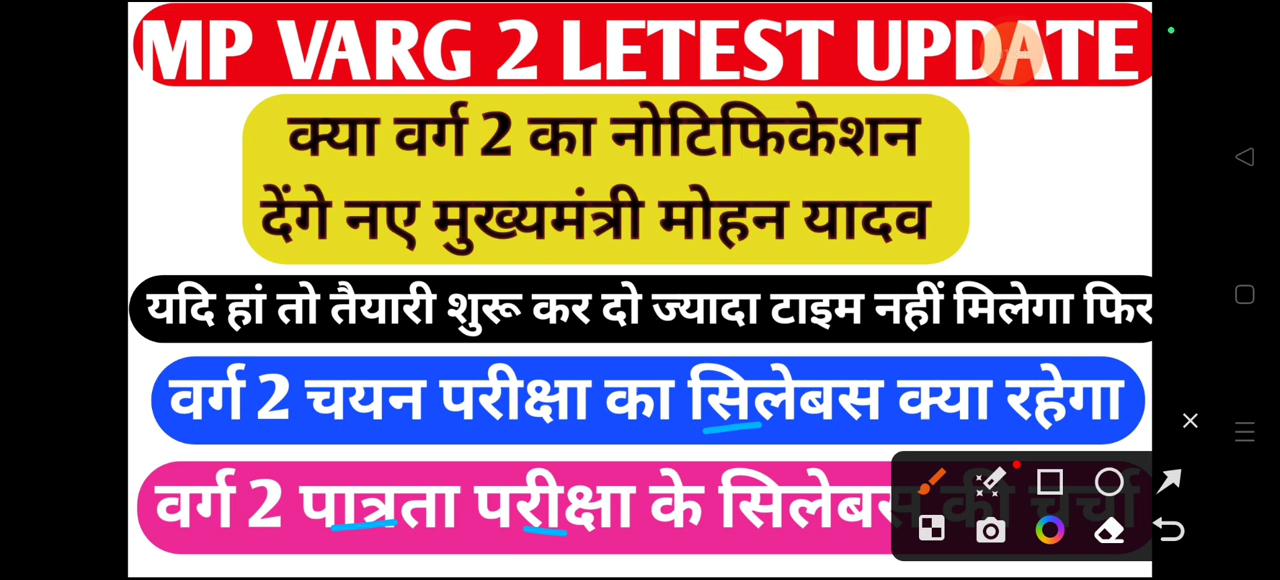 MP VARG 2 LETEST UPDATE
क्या वर्ग 2 का नोटिफिकेशन
देंगे नए मुख्यमंत्री मोहन यादव
यदि हां तो तैयारी शुरू कर दो ज्यादा टाइम नहीं मिलेगा फिर
वर्ग 2 चयन परीक्षा का सिलेबस क्या रहेगा
वर्ग 2 पात्रता परीक्षा के सिलेबस की चर्चा